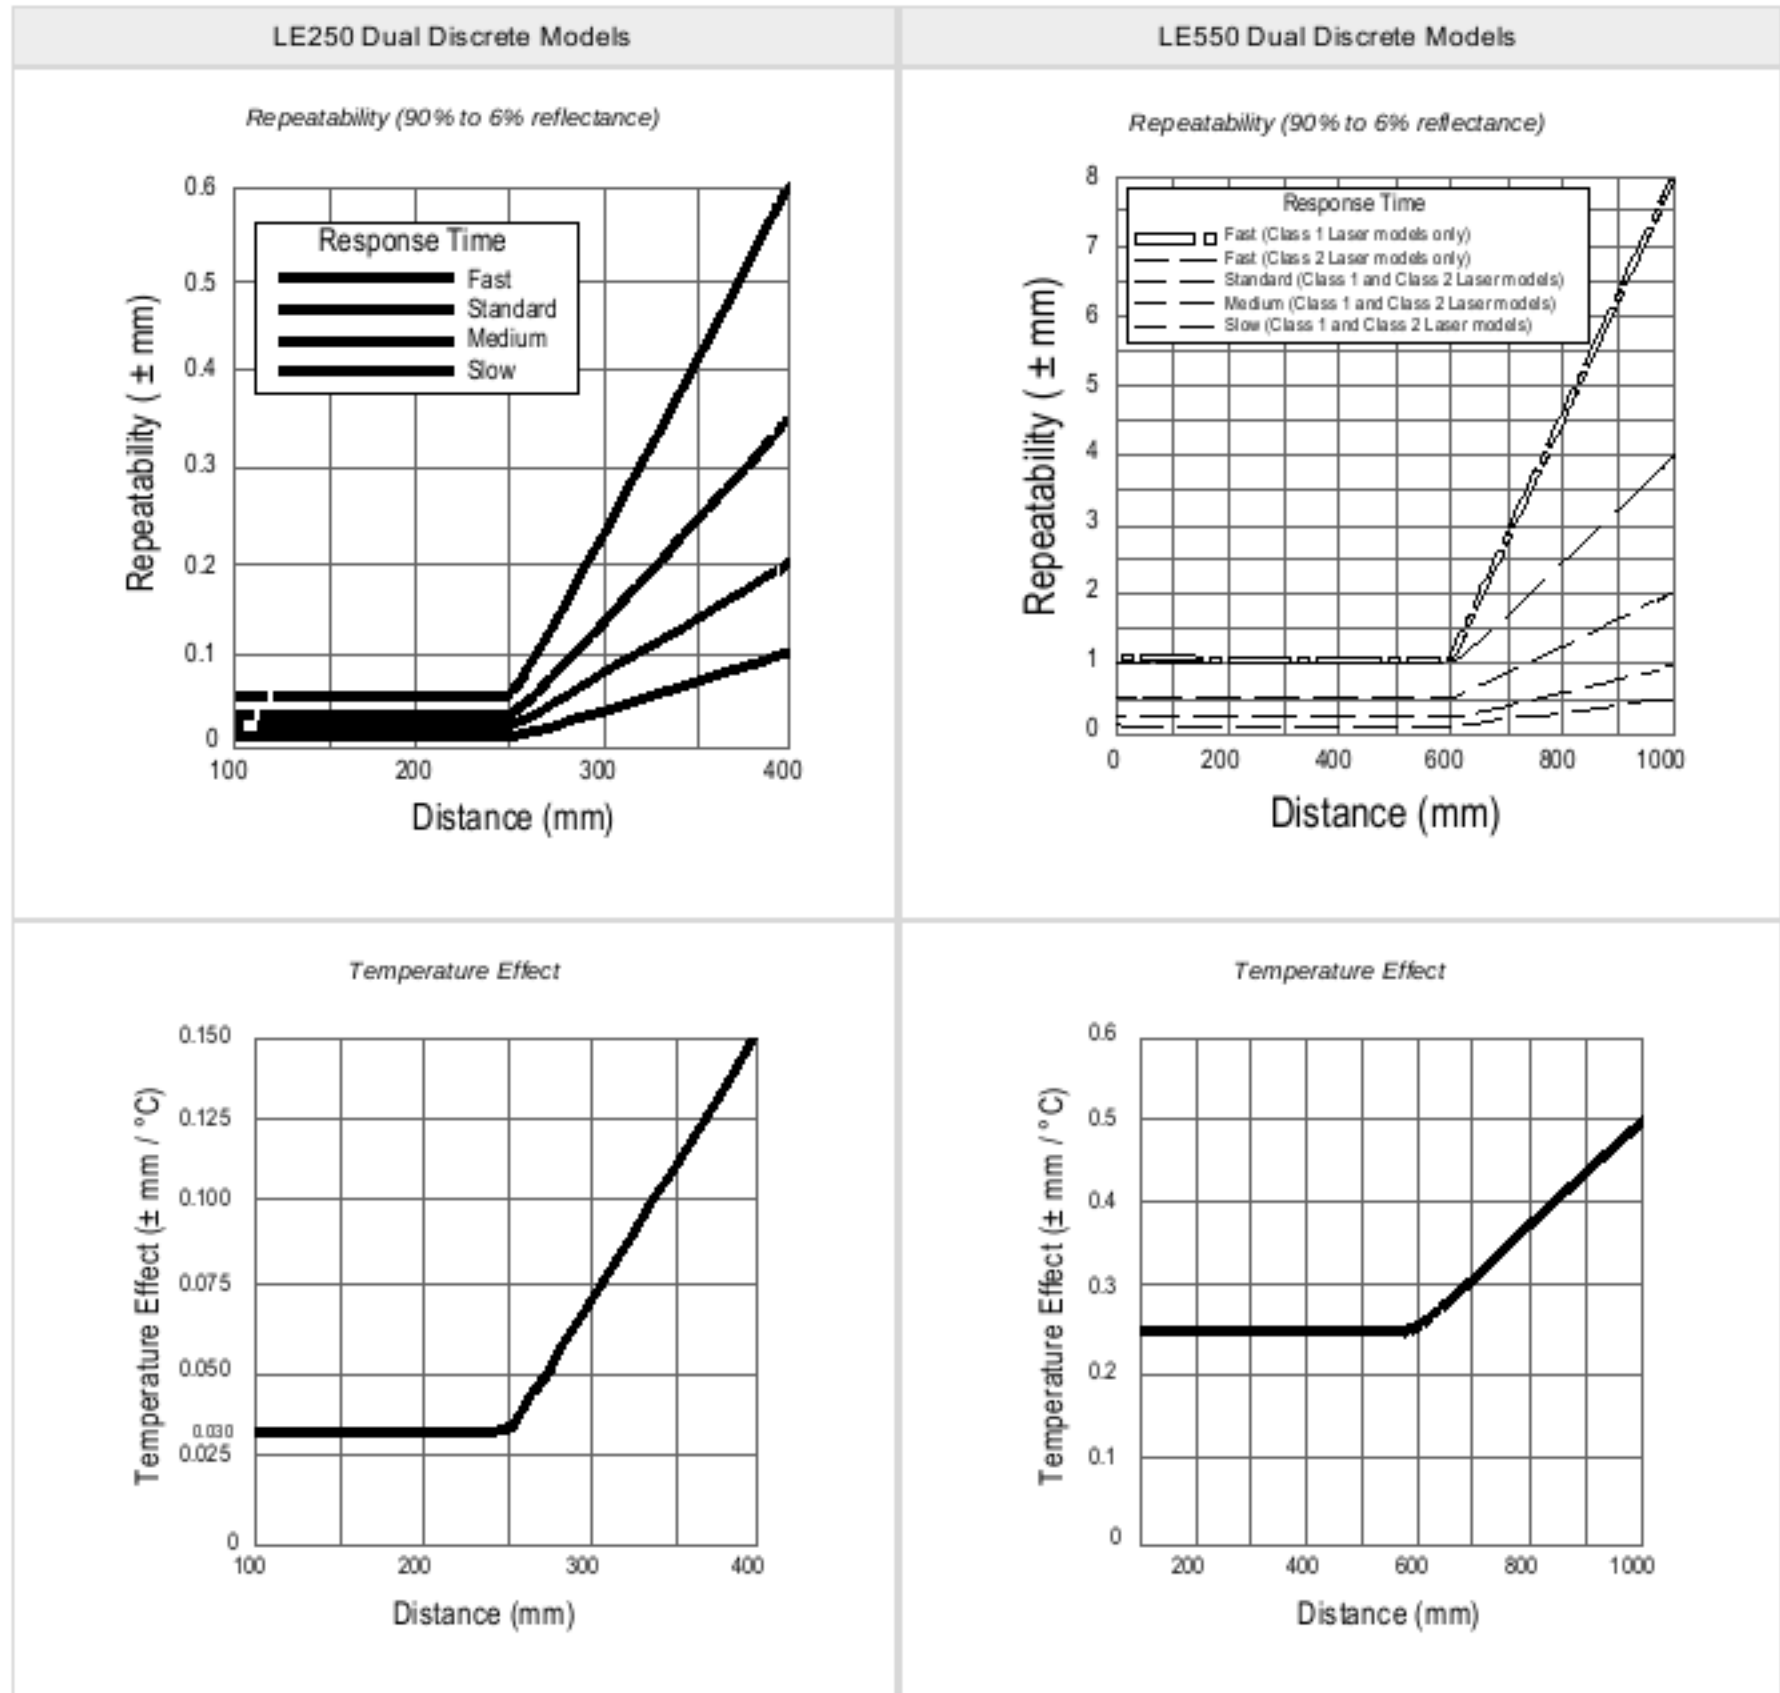 LE250 Dual Discrete Models
LE550 Dual Discrete Models
Repeatability (90% to 6% reflectance)
0.6
0.5
0.4
0.3
0.2
0.1
0
Repeatability ( ± mm)
Response Time
Fast
Standard
Medium
Slow
100 200 300 400
Distance (mm)
Repeatability (90% to 6% reflectance)
8
7
6
5
4
3
2
1
0
Repeatability ( ± mm)
Response Time
Fast (Class 1 Laser models only)
Fast (Class 2 Laser models only)
Standard (Class 1 and Class 2 Laser models)
Medium (Class 1 and Class 2 Laser models)
Slow (Class 1 and Class 2 Laser models)
0 200 400 600 800 1000
Distance (mm)
Temperature Effect
0.150
0.125
0.100
0.075
0.050
0.030
0.025
0
Temperature Effect (± mm / °C)
100 200 300 400
Distance (mm)
Temperature Effect
0.6
0.5
0.4
0.3
0.2
0.1
0
Temperature Effect (± mm / °C)
200 400 600 800 1000
Distance (mm)